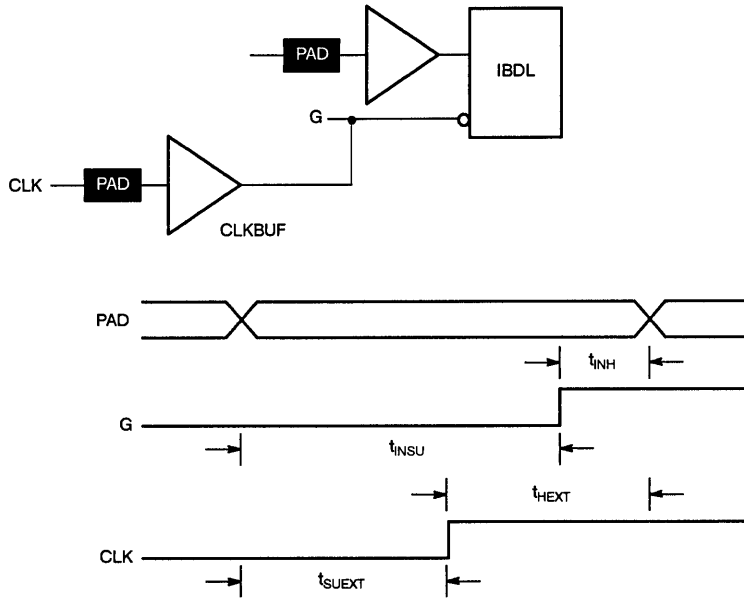 PAD
IBDL
G
CLK
PAD
CLKBUF
PAD
tINH
G
tINSU
tHEXT
CLK
tSUEXT